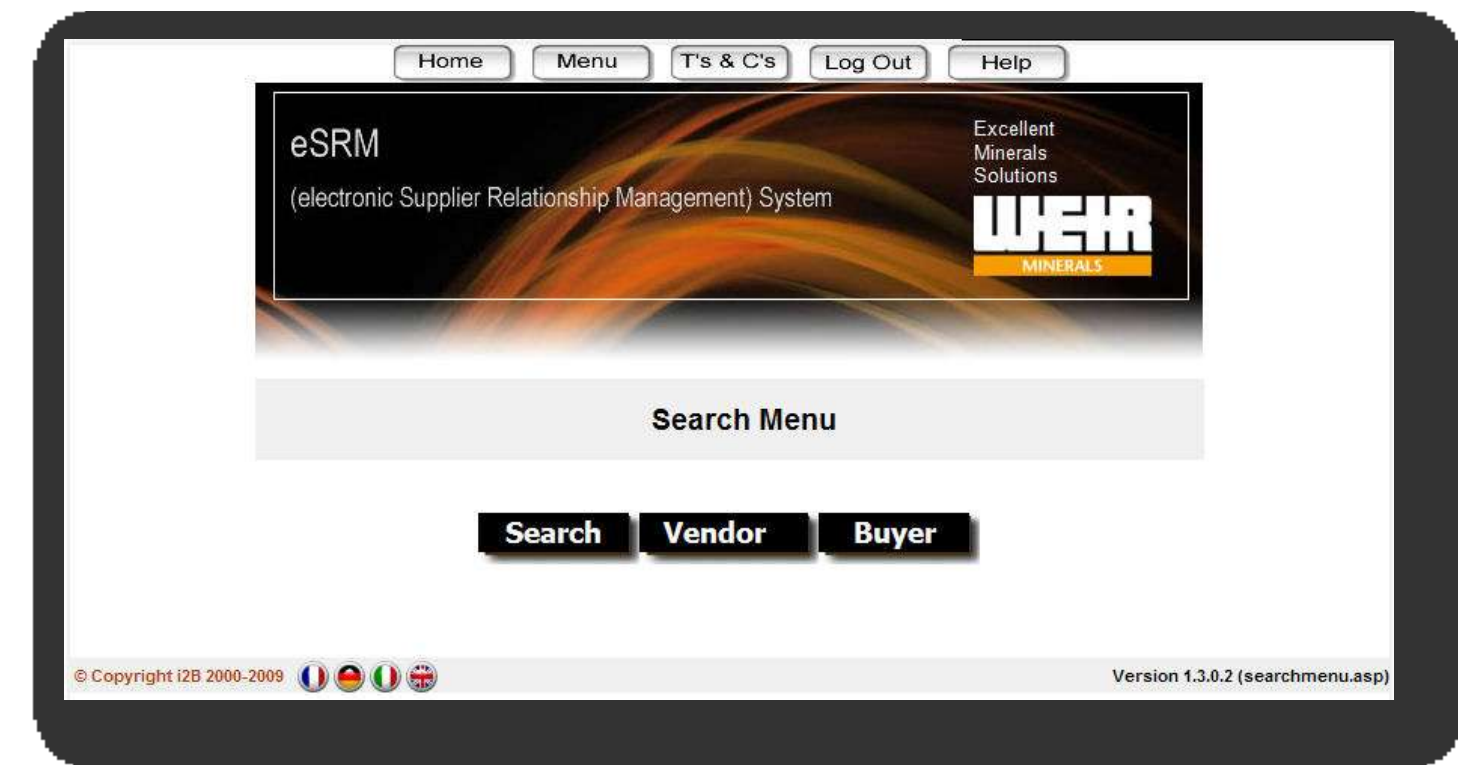 Home Menu T's & C's Log Out Help
eSRM
(electronic Supplier Relationship Management) System
Excellent
Minerals
Solutions
WEIR
MINERALS
Search Menu
Search Vendor Buyer
© Copyright i2B 2000-2009
Version 1.3.0.2 (searchmenu.asp)